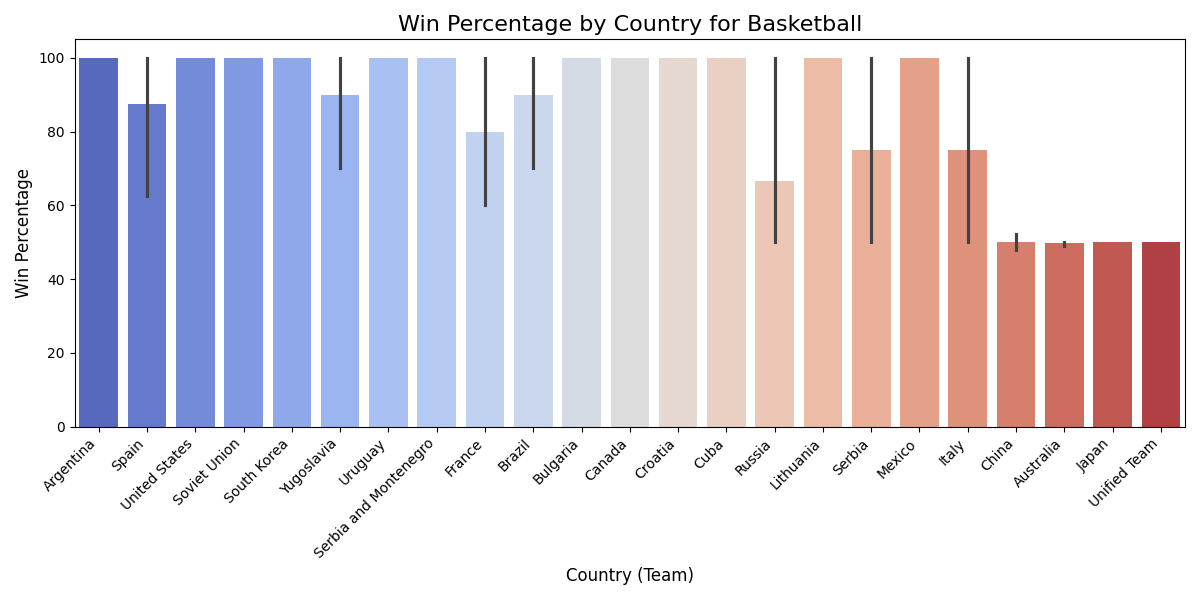 Win Percentage by Country for Basketball
Win Percentage
100
80
60
40
20
0
Argentina
Spain
United States
Soviet Union
South Korea
Yugoslavia
Uruguay
Serbia and Montenegro
France
Brazil
Bulgaria
Canada
Croatia
Cuba
Russia
Lithuania
Serbia
Mexico
Italy
China
Australia
Japan
Unified Team
Country (Team)